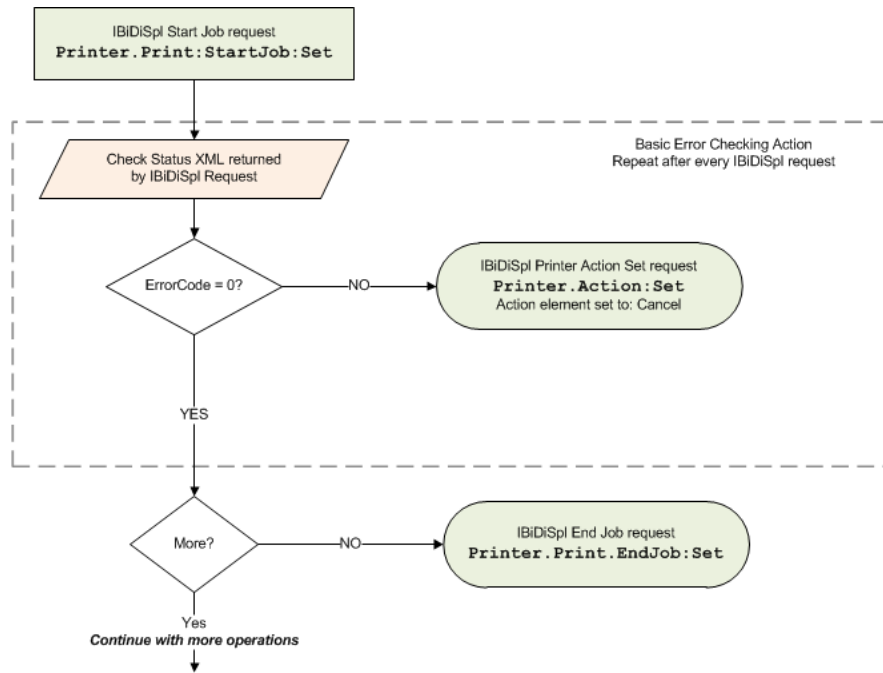 IBiDiSpl Start Job request
Printer.Print:StartJob:Set
Basic Error Checking Action
Repeat after every IBiDiSpl request
Check Status XML returned
by IBiDiSpl Request
ErrorCode = 0?
NO
IBiDiSpl Printer Action Set request
Printer.Action:Set
Action element set to: Cancel
YES
More?
NO
IBiDiSpl End Job request
Printer.Print.EndJob:Set
Yes
Continue with more operations